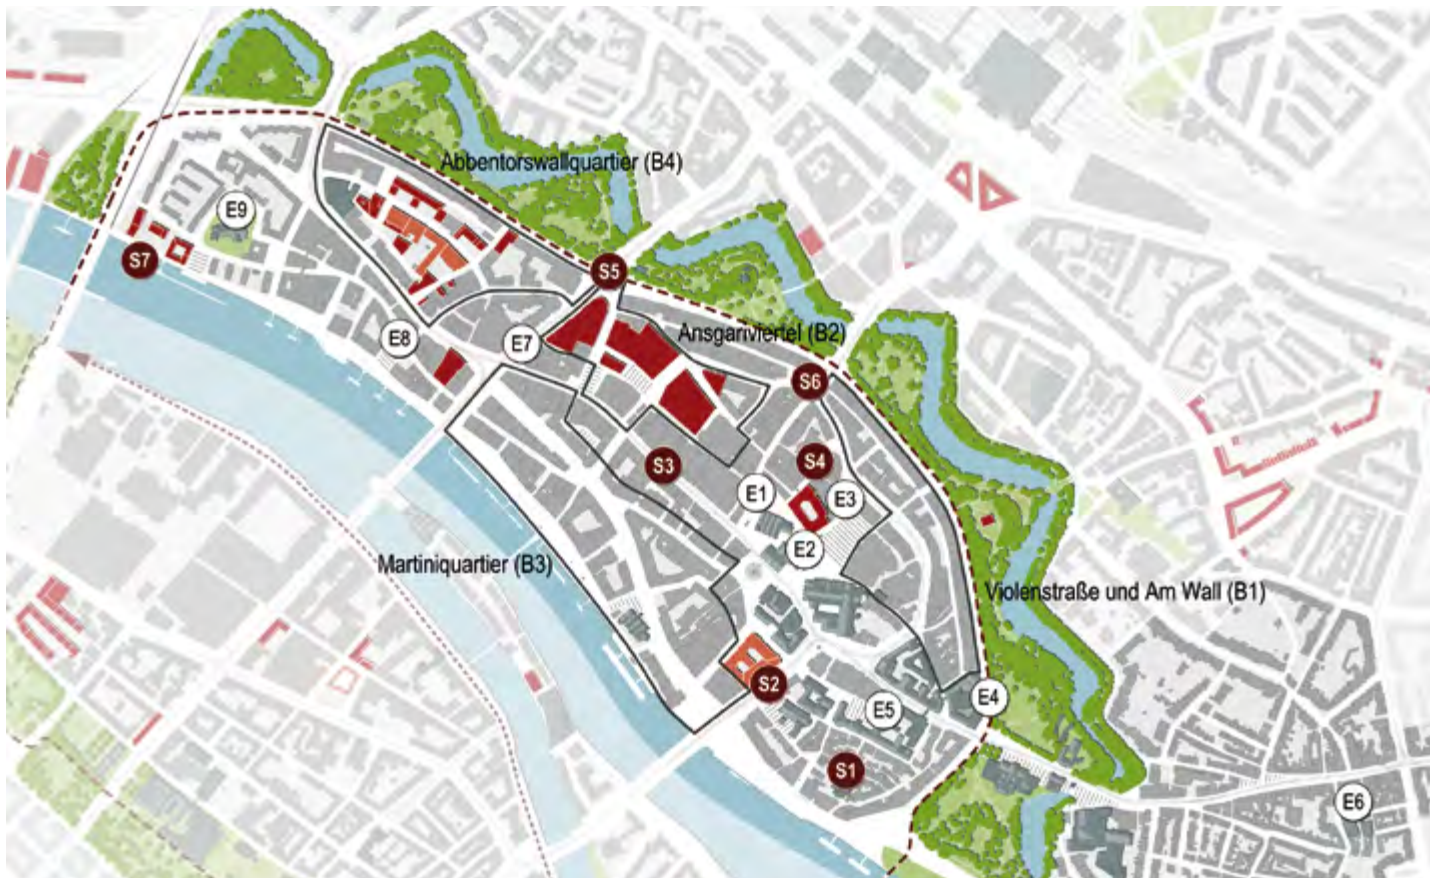 Abbentorswallquartier (B4)
E9
S7
S5
Ansgariviertel (B2)
E8
E7
S6
S3
S4
E1
E3
E2
Martiniquartier (B3)
Violenstraße und Am Wall (B1)
S2
E4
E5
S1
E6